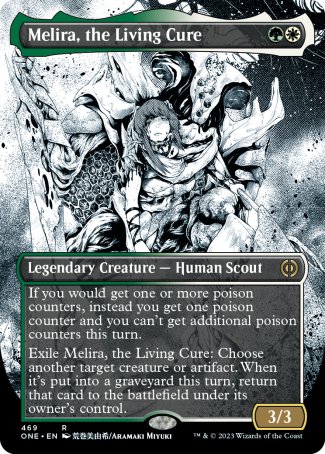 Melira, the Living Cure
Legendary Creature — Human Scout
If you would get one or more poison
counters, instead you get one poison
counter and you can't get additional poison
counters this turn.
Exile Melira, the Living Cure: Choose
another target creature or artifact. When
it's put into a graveyard this turn, return
that card to the battlefield under its
owner's control.
3/3
469 R
ONE • EN 荒巻美由希/Aramaki Miyuki
™ & © 2023 Wizards of the Coast